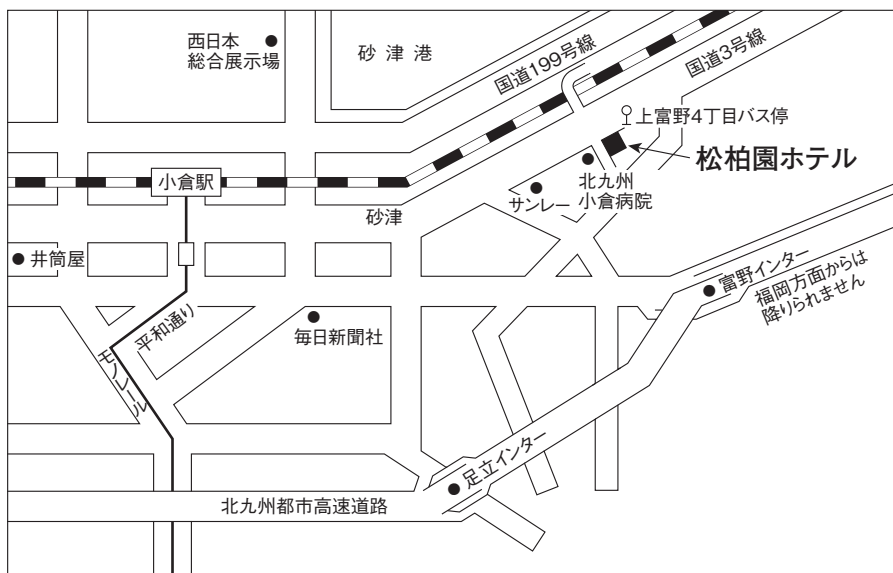 西日本
総合展示場
砂津港
国道199号線
国道3号線
上富野4丁目バス停
松柏園ホテル
北九州
小倉病院
サンレー
小倉駅
砂津
井筒屋
富野インター
福岡方面からは
降りられません
平和通り
毎日新聞社
モノレール
足立インター
北九州都市高速道路